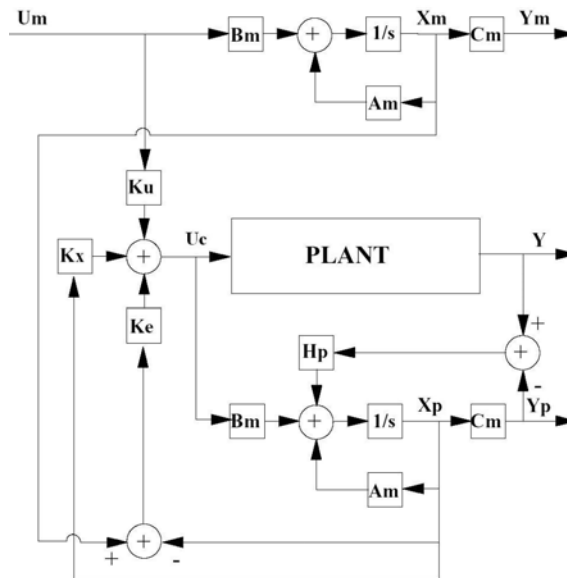 Um
Xm
Ym
Bm
+
1/s
Cm
Am
Ku
Uc
Y
Kx
+
PLANT
Ke
+
Hp
+
-
Xp
Yp
Bm
+
1/s
Cm
Am
+
+
-